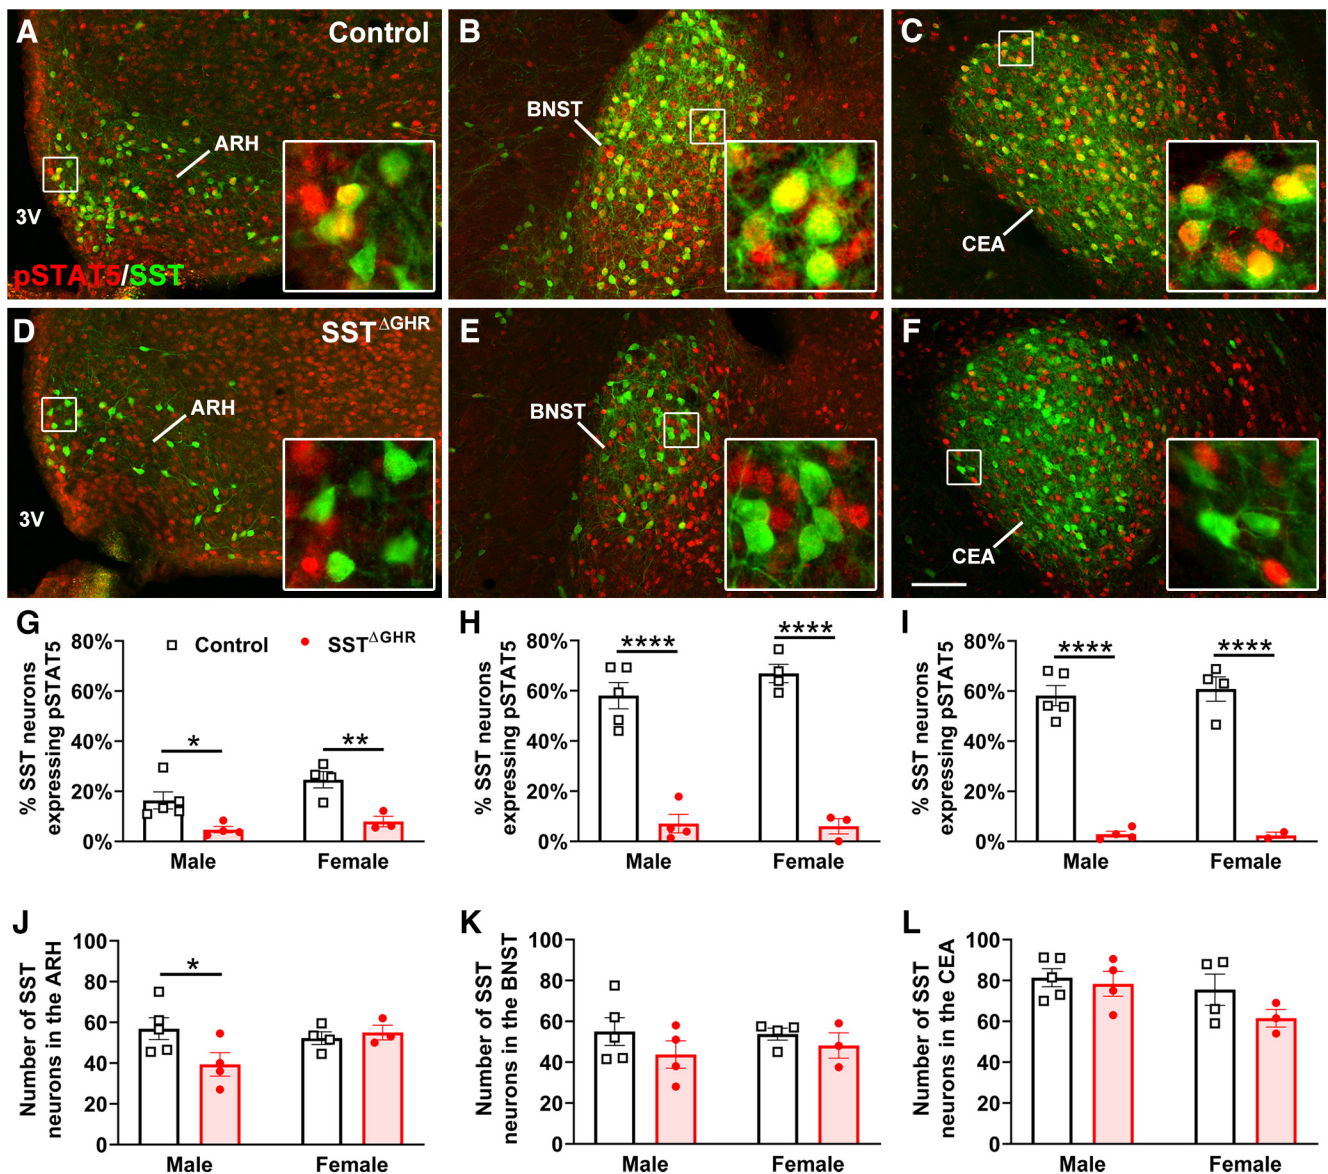 A
Control
ARH
3V
pSTAT5/SST
B
BNST
C
CEA
D
SST ΔGHR
ARH
3V
E
BNST
F
CEA
G
80%
60%
40%
20%
0%
% SST neurons
expressing pSTAT5
Control
SST ΔGHR
*
**
Male
Female
H
80%
60%
40%
20%
0%
% SST neurons
expressing pSTAT5
****
****
Male
Female
I
80%
60%
40%
20%
0%
% SST neurons
expressing pSTAT5
****
****
Male
Female
J
100
80
60
40
20
0
Number of SST
neurons in the ARH
*
Male
Female
K
100
80
60
40
20
0
Number of SST
neurons in the BNST
Male
Female
L
100
80
60
40
20
0
Number of SST
neurons in the CEA
Male
Female